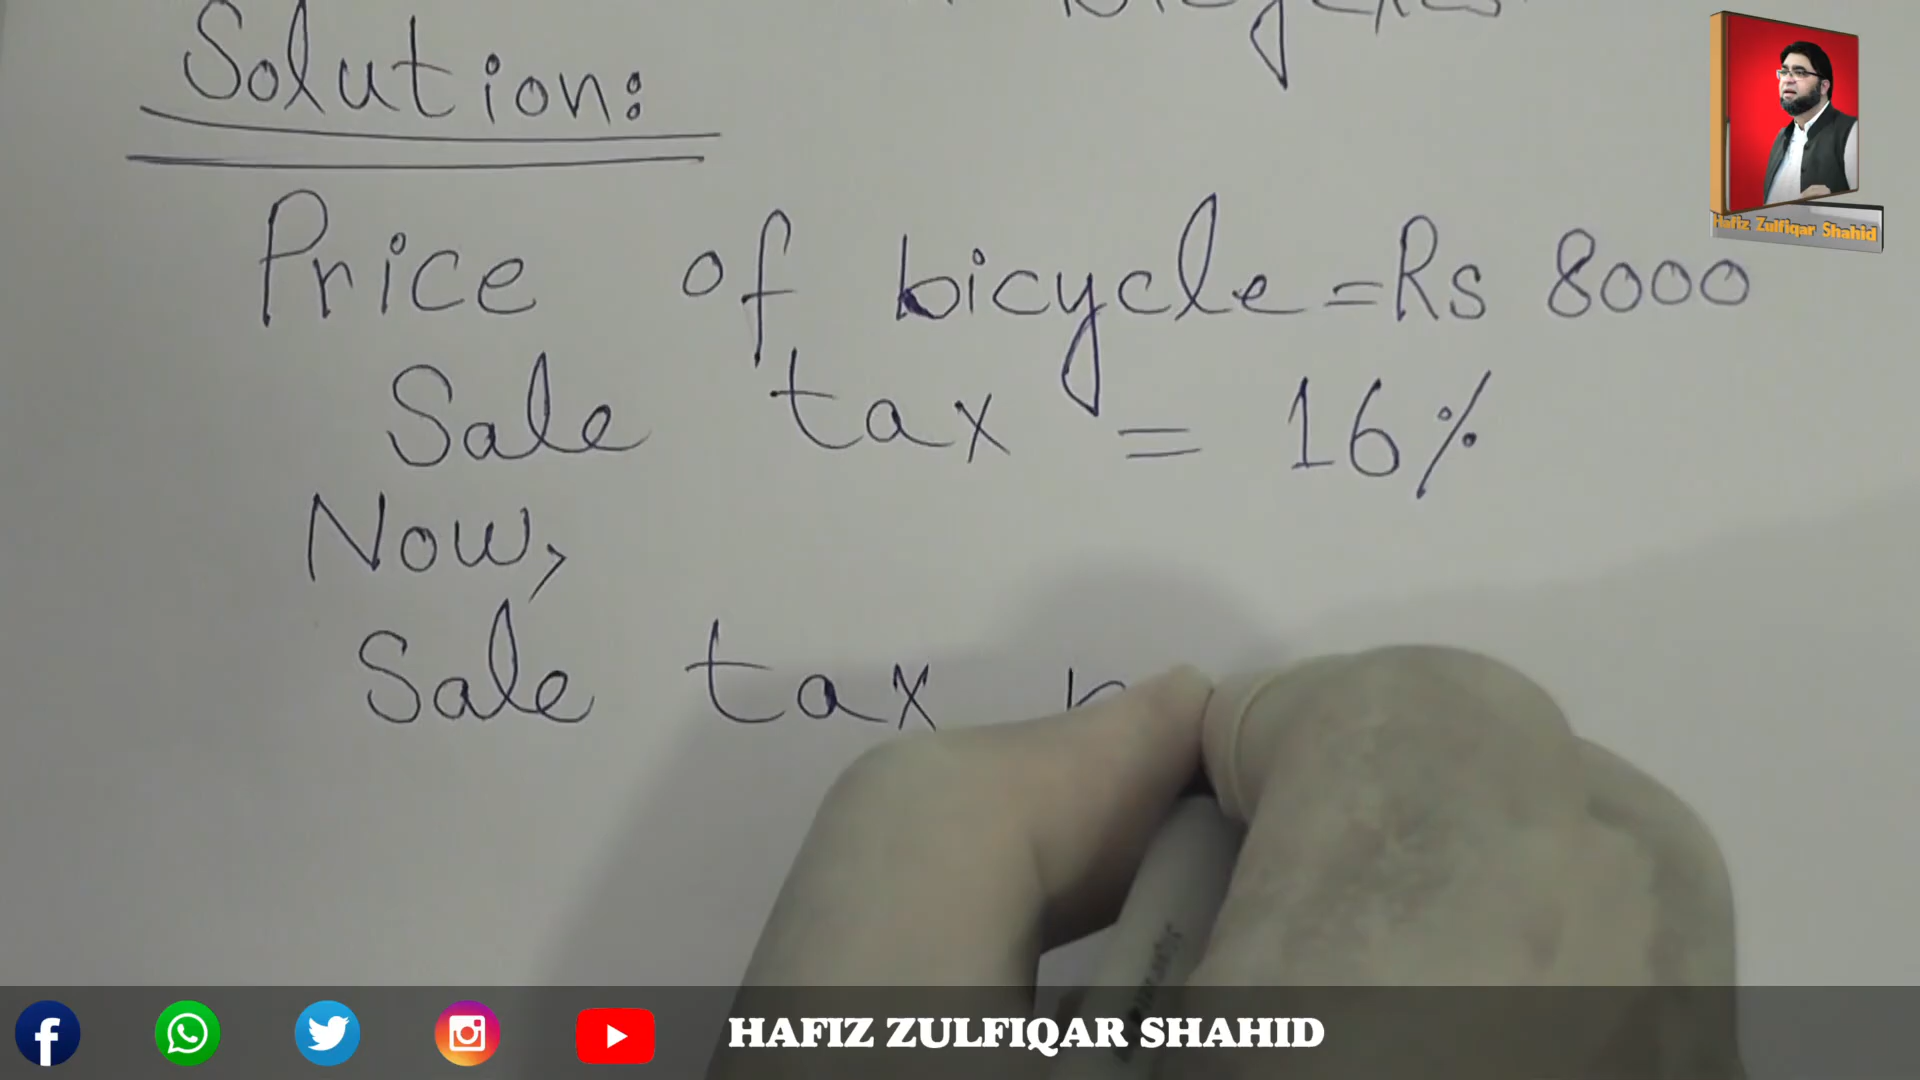 Solution:
Price of bicycle=Rs 8000
Sale tax = 16%
Now,
Sale tax
Hafiz Zulfiqar Shahid
HAFIZ ZULFIQAR SHAHID